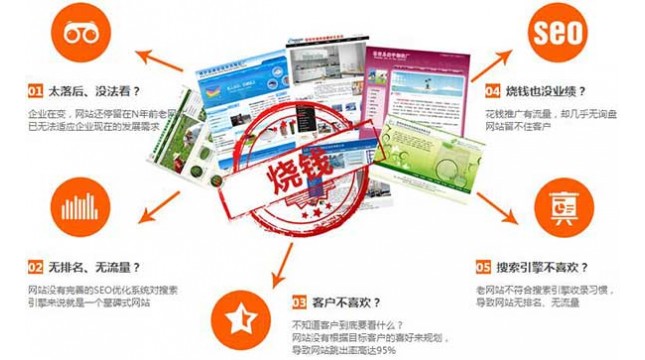 01 太落后、没法看？
企业在变，网站还停留在N年前老
已无法适应企业现在的发展需求
02 无排名、无流量？
网站没有完善的SEO优化系统对搜索
引擎来说就是一个墓碑式网站
烧钱
03 客户不喜欢？
不知道客户到底要看什么？
网站没有根据目标客户的喜好来规划，
导致网站跳出率高达95%
seo
04 烧钱也没业绩？
花钱推广有流量，却几乎无询盘
网站留不住客户
05 搜索引擎不喜欢？
老网站不符合搜索引擎收录习惯，
导致网站无排名、无流量